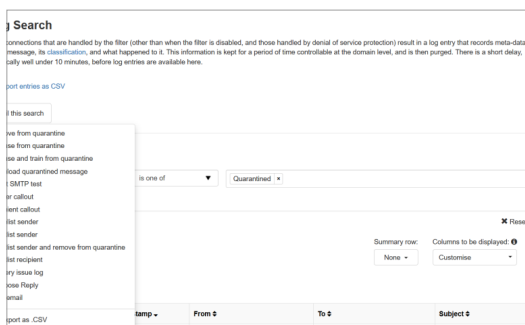 g Search
connections that are handled by the filter (other than when the filter is disabled, and those handled by denial of service protection) result in a log entry that records meta-data
message, its classification, and what happened to it. This information is kept for a period of time controllable at the domain level, and is then purged. There is a short delay,
cally well under 10 minutes, before log entries are available here.
port entries as CSV
l this search
ve from quarantine
se from quarantine
se and train from quarantine
load quarantined message
SMTP test
er callout
ient callout
list sender
list sender
list sender and remove from quarantine
list recipient
ery issue log
ose Reply
email
port as .CSV
is one of ▼ Quarantined ×
✖ Rese
Summary row: Columns to be displayed:
None Customise
tamp From To Subject